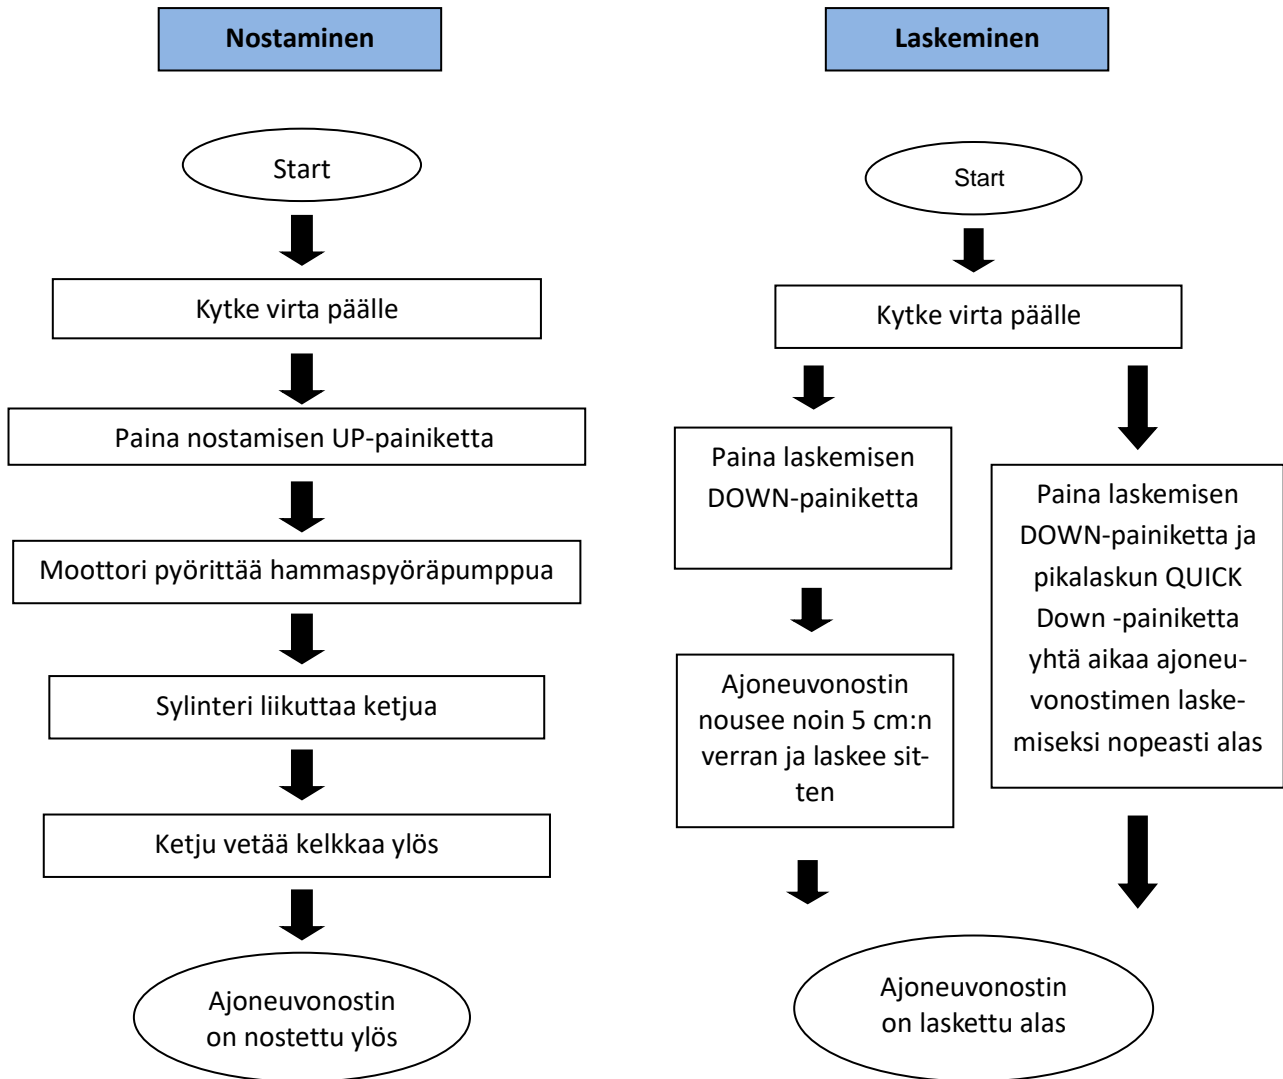 Nostaminen
Start
Kytke virta päälle
Paina nostamisen UP-painiketta
Moottori pyörittää hammaspyöräpumppua
Sylinteri liikuttaa ketjua
Ketju vetää kelkkaa ylös
Ajoneuvonostin
on nostettu ylös
Laskeminen
Start
Kytke virta päälle
Paina laskemisen
DOWN-painiketta
Ajoneuvonostin
nousee noin 5 cm:n
verran ja laskee sit-
ten
Paina laskemisen
DOWN-painiketta ja
pikalaskun QUICK
Down -painiketta
yhtä aikaa ajoneu-
vonostimen laske-
miseksi nopeasti alas
Ajoneuvonostin
on laskettu alas